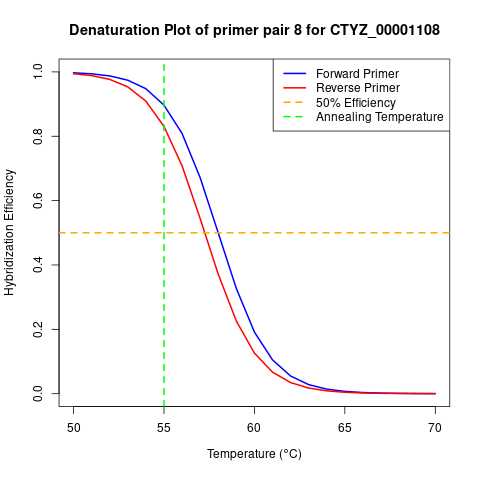 Denaturation Plot of primer pair 8 for CTYZ_00001108
Forward Primer
Reverse Primer
50% Efficiency
Annealing Temperature
Hybridization Efficiency
1.0
0.8
0.6
0.4
0.2
0.0
50 55 60 65 70
Temperature (°C)